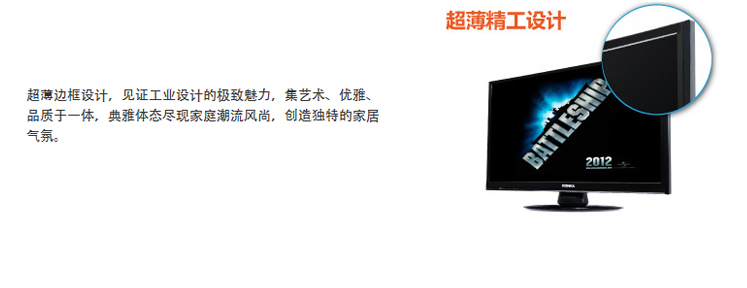 超薄精工设计
超薄边框设计，见证工业设计的极致魅力，集艺术、优雅、
品质于一体，典雅体态尽现家庭潮流风尚，创造独特的家居
气氛。
BATTLESHIP
2012
KONKA